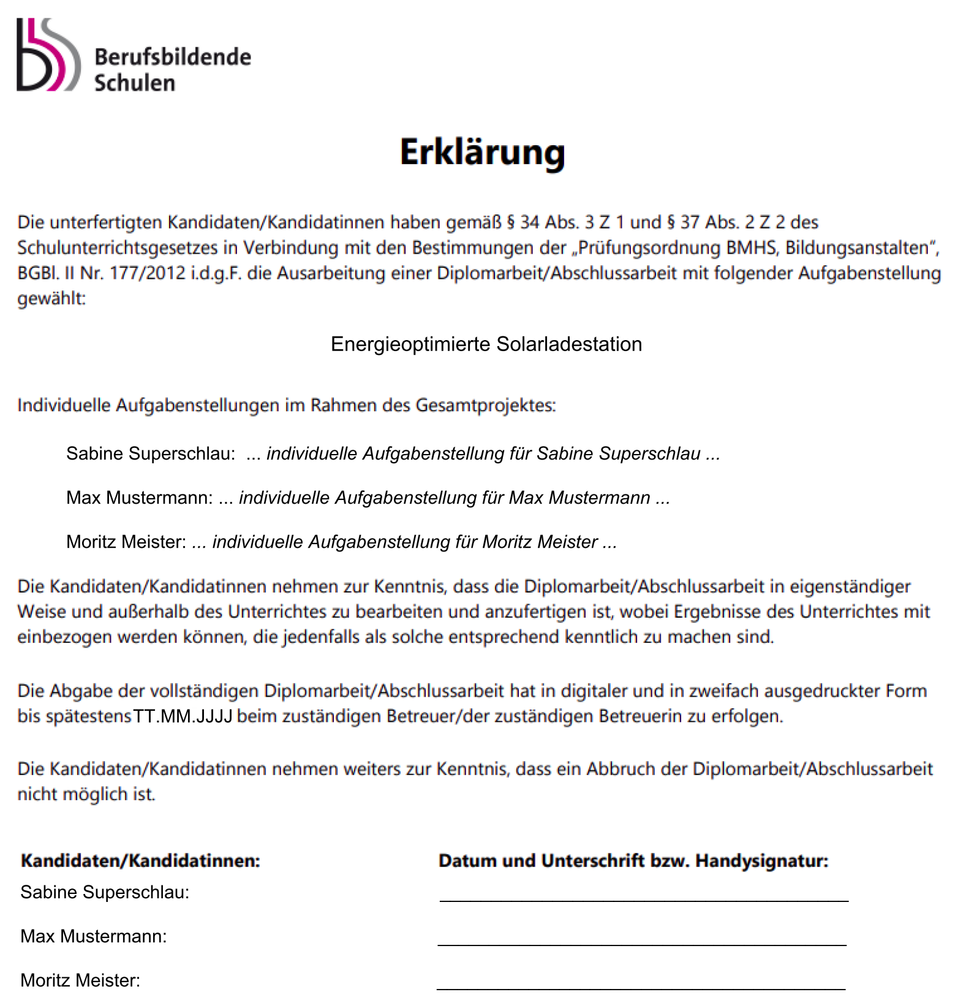 Berufsbildende
Schulen
Erklärung
Die unterfertigten Kandidaten/Kandidatinnen haben gemäß § 34 Abs. 3 Z 1 und § 37 Abs. 2 Z 2 des
Schulunterrichtsgesetzes in Verbindung mit den Bestimmungen der „Prüfungsordnung BMHS, Bildungsanstalten“,
BGBl. II Nr. 177/2012 i.d.g.F. die Ausarbeitung einer Diplomarbeit/Abschlussarbeit mit folgender Aufgabenstellung
gewählt:
Energieoptimierte Solarladestation
Individuelle Aufgabenstellungen im Rahmen des Gesamtprojektes:
Sabine Superschlau: ... individuelle Aufgabenstellung für Sabine Superschlau ...
Max Mustermann: ... individuelle Aufgabenstellung für Max Mustermann ...
Moritz Meister: ... individuelle Aufgabenstellung für Moritz Meister ...
Die Kandidaten/Kandidatinnen nehmen zur Kenntnis, dass die Diplomarbeit/Abschlussarbeit in eigenständiger
Weise und außerhalb des Unterrichtes zu bearbeiten und anzufertigen ist, wobei Ergebnisse des Unterrichtes mit
einbezogen werden können, die jedenfalls als solche entsprechend kenntlich zu machen sind.
Die Abgabe der vollständigen Diplomarbeit/Abschlussarbeit hat in digitaler und in zweifach ausgedruckter Form
bis spätestens TT.MM.JJJJ beim zuständigen Betreuer/der zuständigen Betreuerin zu erfolgen.
Die Kandidaten/Kandidatinnen nehmen weiters zur Kenntnis, dass ein Abbruch der Diplomarbeit/Abschlussarbeit
nicht möglich ist.
Kandidaten/Kandidatinnen: Datum und Unterschrift bzw. Handysignatur:
Sabine Superschlau: ________________________________________
Max Mustermann: ________________________________________
Moritz Meister: ________________________________________